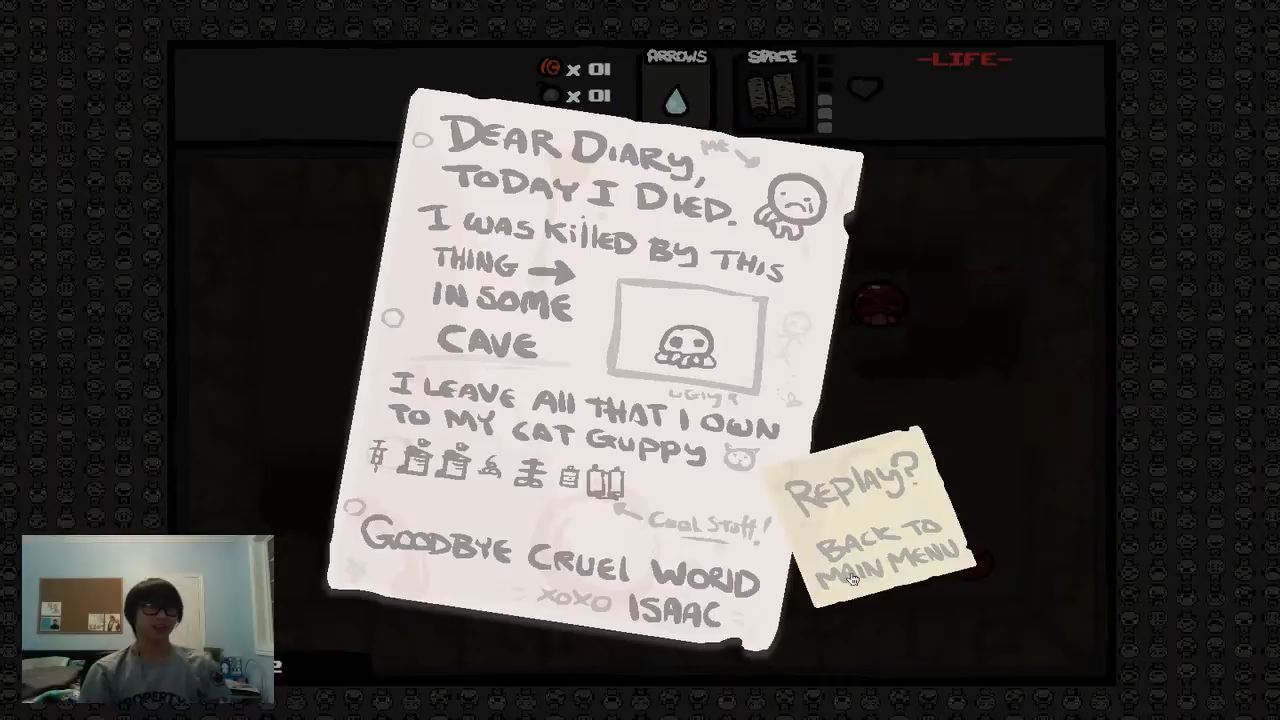 ARROWS
SPACE
-LIFE-
x 01
x 01
DEAR DIARY,
ME
TODAY I DIED.
I WAS KILLED BY THIS
THING →
IN SOME
CAVE
UGLY
I LEAVE All THAT I OWN
TO MY CAT GUPPY
← Cool Stuff!
GOODBYE CRUEL WORLD
XOXO ISAAC
REPLAY?
BACK TO
MAIN MENU
PROPERTY
2